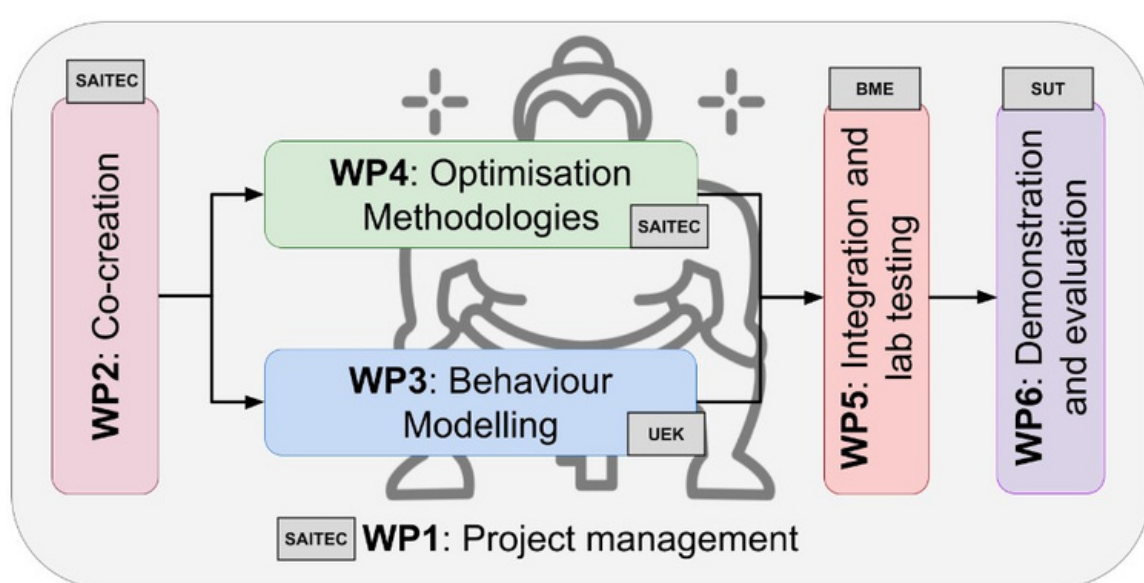 SAITEC
WP2: Co-creation
WP4: Optimisation
Methodologies
SAITEC
WP3: Behaviour
Modelling
UEK
BME
WP5: Integration and
lab testing
SUT
WP6: Demonstration
and evaluation
SAITEC
WP1: Project management